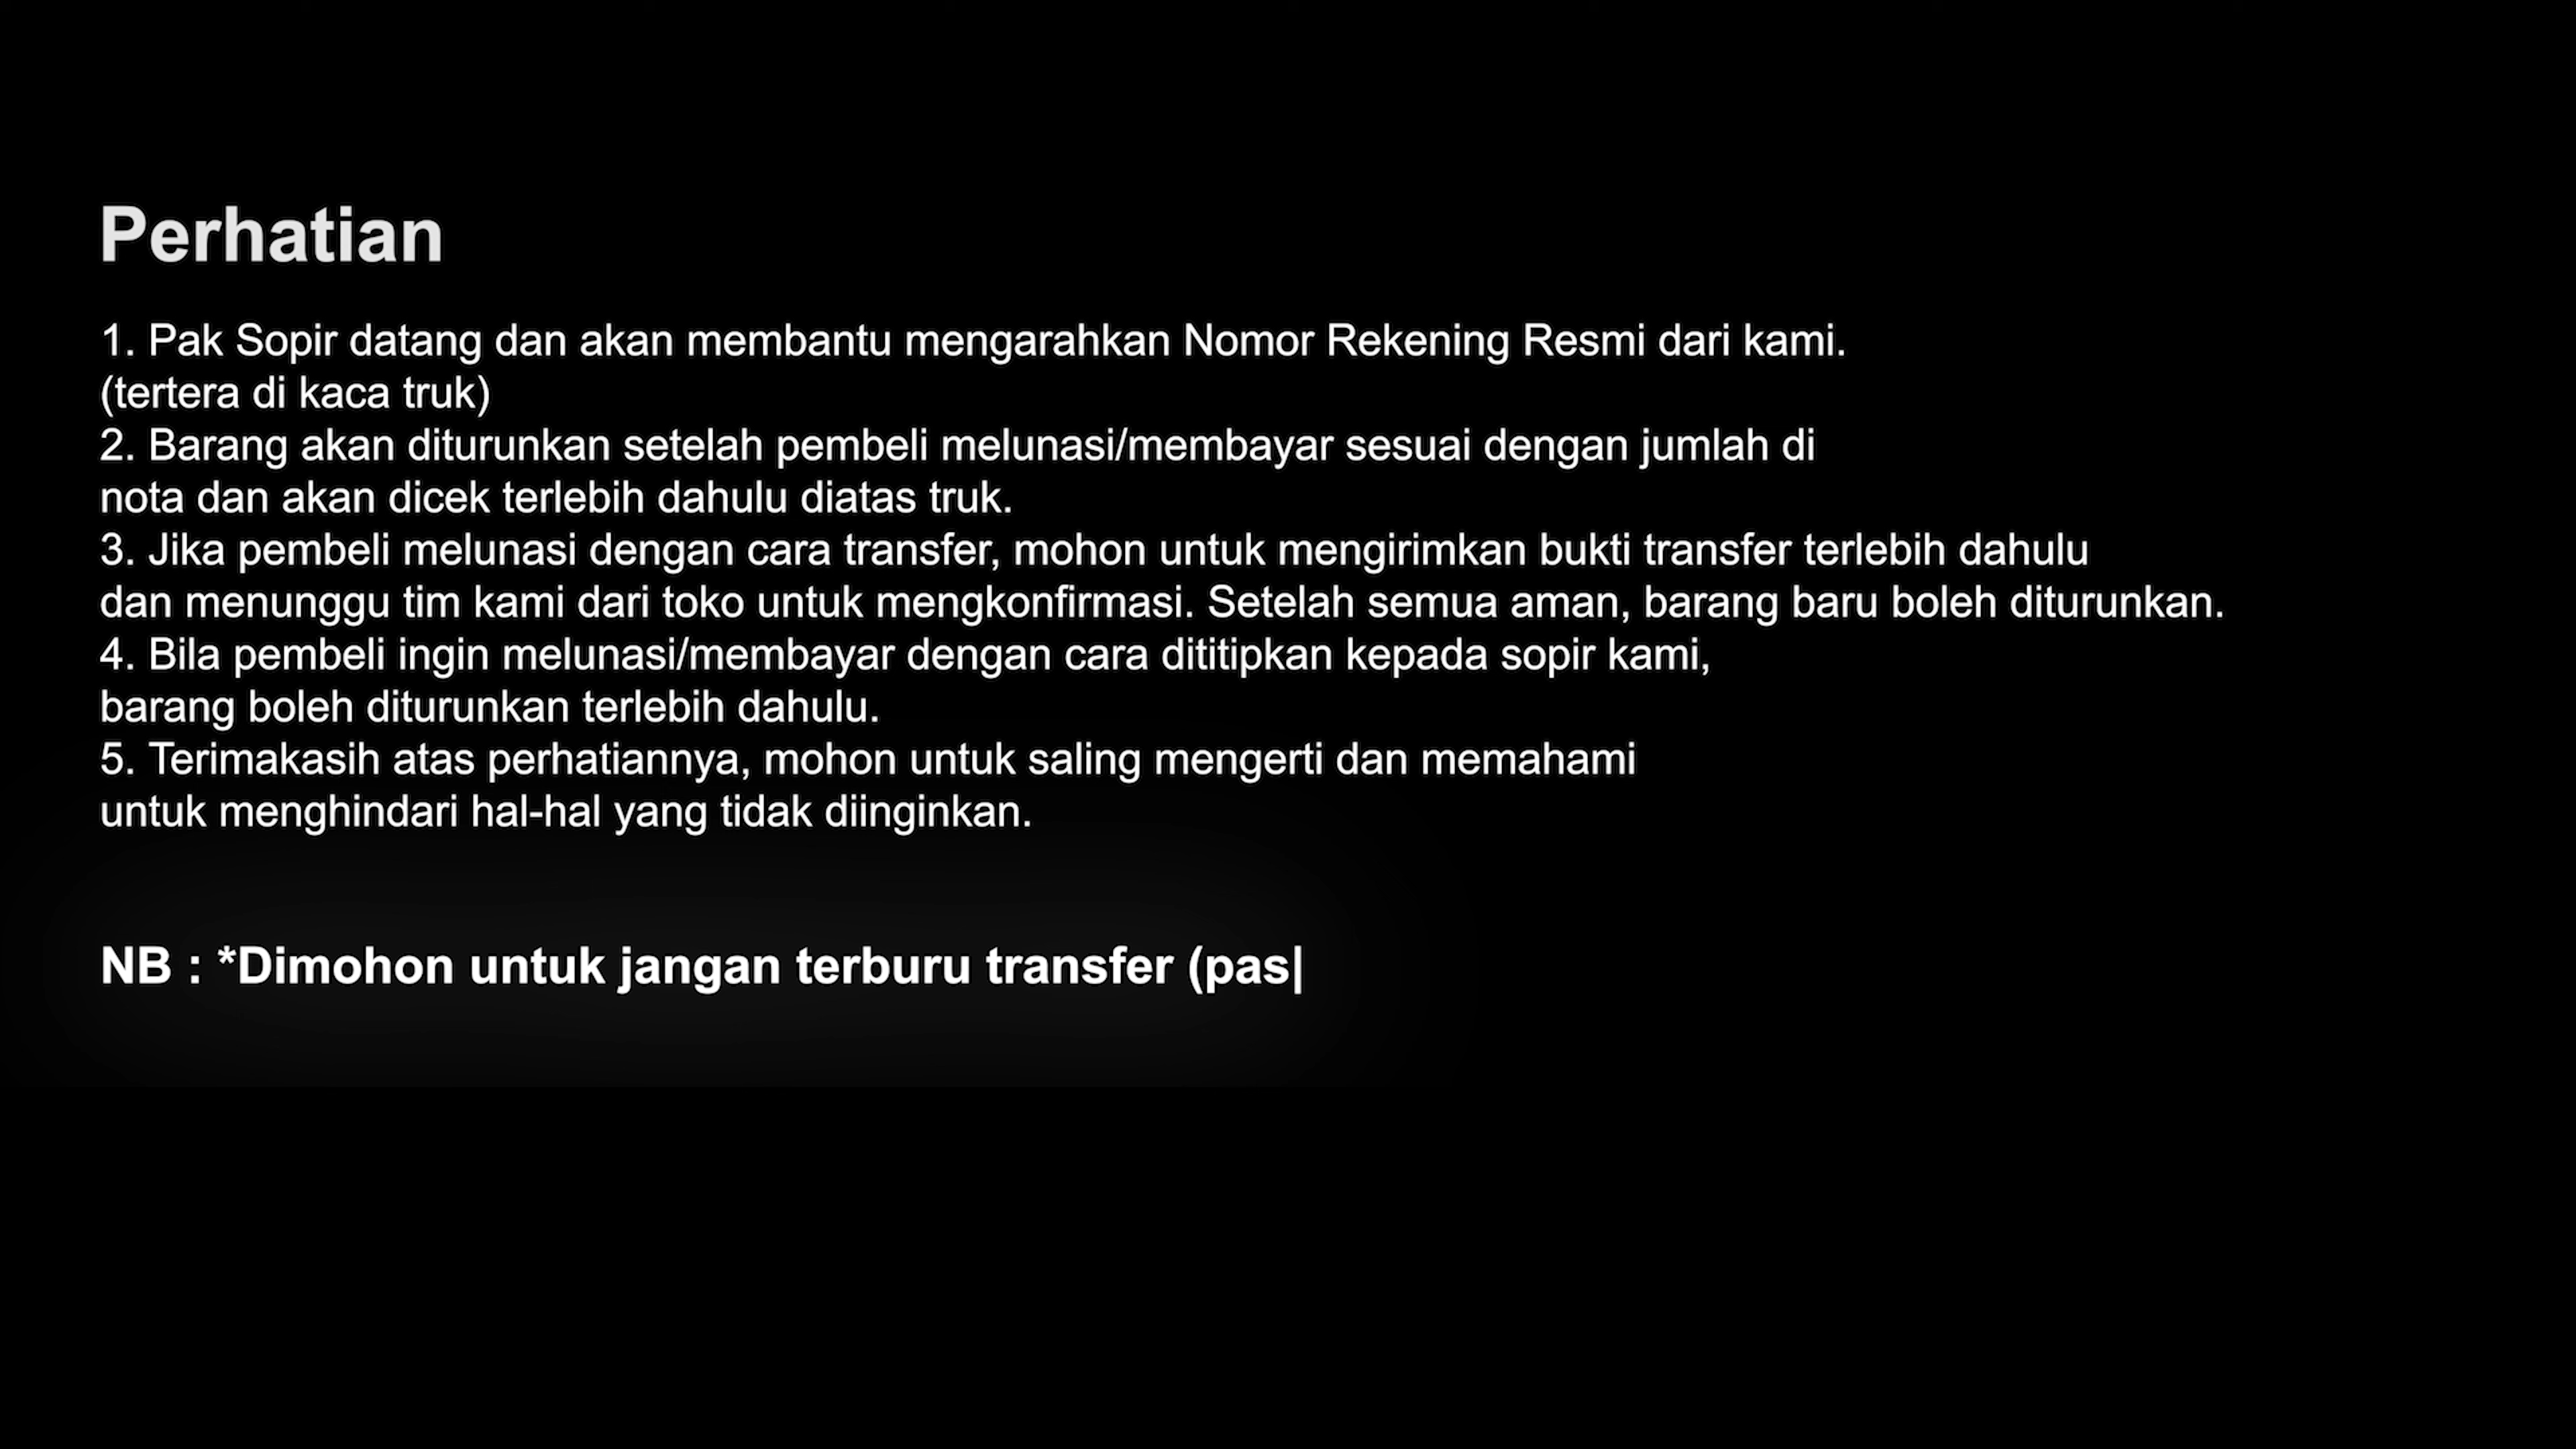 Perhatian
1. Pak Sopir datang dan akan membantu mengarahkan Nomor Rekening Resmi dari kami.
(tertera di kaca truk)
2. Barang akan diturunkan setelah pembeli melunasi/membayar sesuai dengan jumlah di
nota dan akan dicek terlebih dahulu diatas truk.
3. Jika pembeli melunasi dengan cara transfer, mohon untuk mengirimkan bukti transfer terlebih dahulu
dan menunggu tim kami dari toko untuk mengkonfirmasi. Setelah semua aman, barang baru boleh diturunkan.
4. Bila pembeli ingin melunasi/membayar dengan cara dititipkan kepada sopir kami,
barang boleh diturunkan terlebih dahulu.
5. Terimakasih atas perhatiannya, mohon untuk saling mengerti dan memahami
untuk menghindari hal-hal yang tidak diinginkan.
NB : *Dimohon untuk jangan terburu transfer (pas|